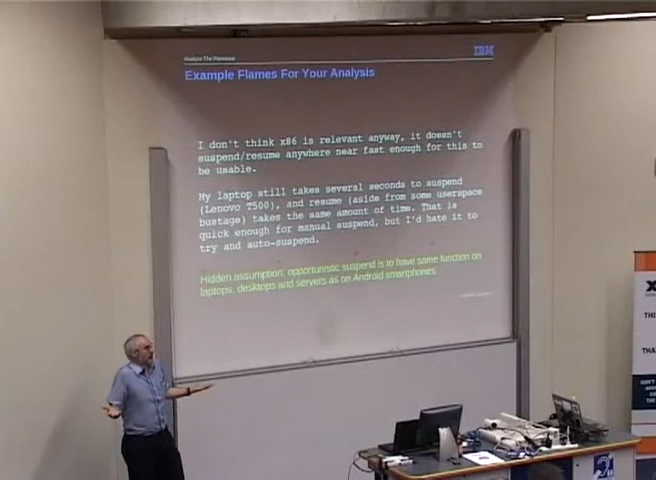 Analyze The Flamewar
IBM
Example Flames For Your Analysis
I don't think x86 is relevant anyway, it doesn't
suspend/resume anywhere near fast enough for this to
be usable.
My laptop still takes several seconds to suspend
(Lenovo T500), and resume (aside from some userspace
bustage) takes the same amount of time. That is
quick enough for manual suspend, but I'd hate it to
try and auto-suspend.
Hidden assumption: opportunistic suspend is to have same function on
laptops, desktops and servers as on Android smartphones.
X
THI
THA
DON'T